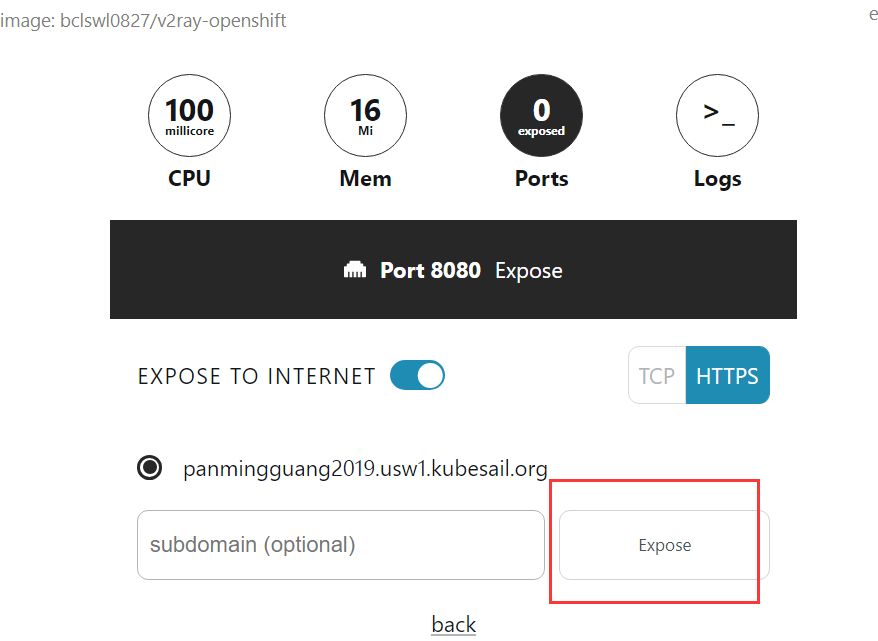 image: bclswl0827/v2ray-openshift
e
100
millicore
CPU
16
Mi
Mem
0
exposed
Ports
>_
Logs
Port 8080 Expose
EXPOSE TO INTERNET
TCP HTTPS
panmingguang2019.usw1.kubesail.org
subdomain (optional)
Expose
back